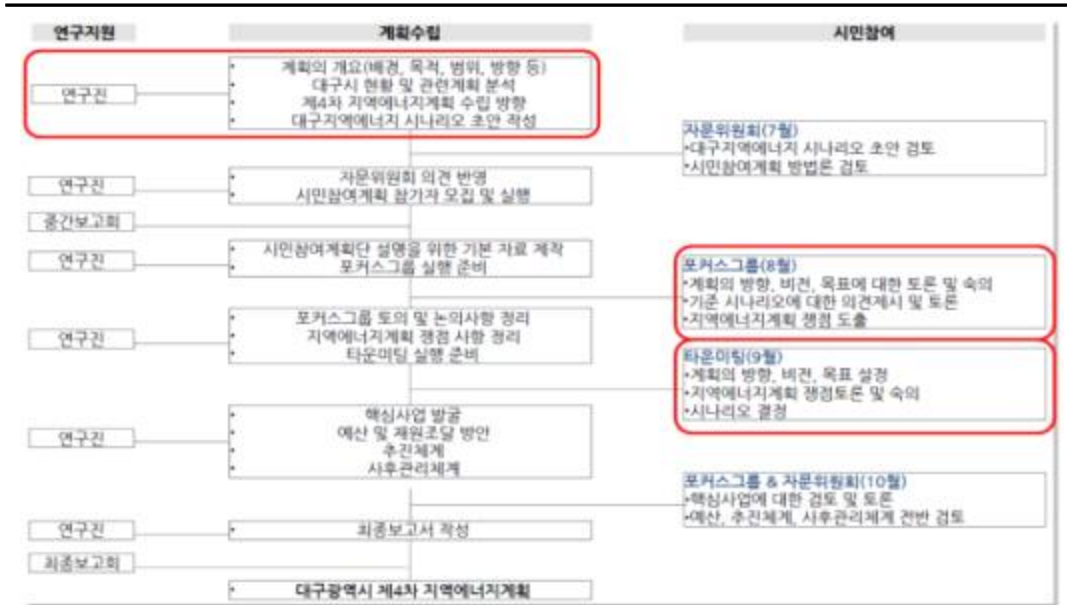 연구지원 계획수립 시민참여
연구진
• 계획의 개요(배경, 목적, 범위, 방향 등)
• 대구시 현황 및 관련계획 분석
• 제4차 지역에너지계획 수립 방향
• 대구지역에너지 시나리오 초안 작성
자문위원회(7월)
•대구지역에너지 시나리오 초안 검토
•시민참여계획 방법론 검토
연구진
• 자문위원회 의견 반영
• 시민참여계획 참가자 모집 및 실행
중간보고회
연구진
• 시민참여계획단 설명을 위한 기본 자료 제작
• 포커스그룹 실행 준비
포커스그룹(8월)
•계획의 방향, 비전, 목표에 대한 토론 및 숙의
•기준 시나리오에 대한 의견제시 및 토론
•지역에너지계획 쟁점 도출
연구진
• 포커스그룹 토의 및 논의사항 정리
• 지역에너지계획 쟁점 사항 정리
• 타운미팅 실행 준비
타운미팅(9월)
•계획의 방향, 비전, 목표 설정
•지역에너지계획 쟁점토론 및 숙의
•시나리오 결정
연구진
• 핵심사업 발굴
• 예산 및 재원조달 방안
• 추진체계
• 사후관리체계
포커스그룹 & 자문위원회(10월)
•핵심사업에 대한 검토 및 토론
•예산, 추진체계, 사후관리체계 전반 검토
연구진
• 최종보고서 작성
최종보고회
• 대구광역시 제4차 지역에너지계획